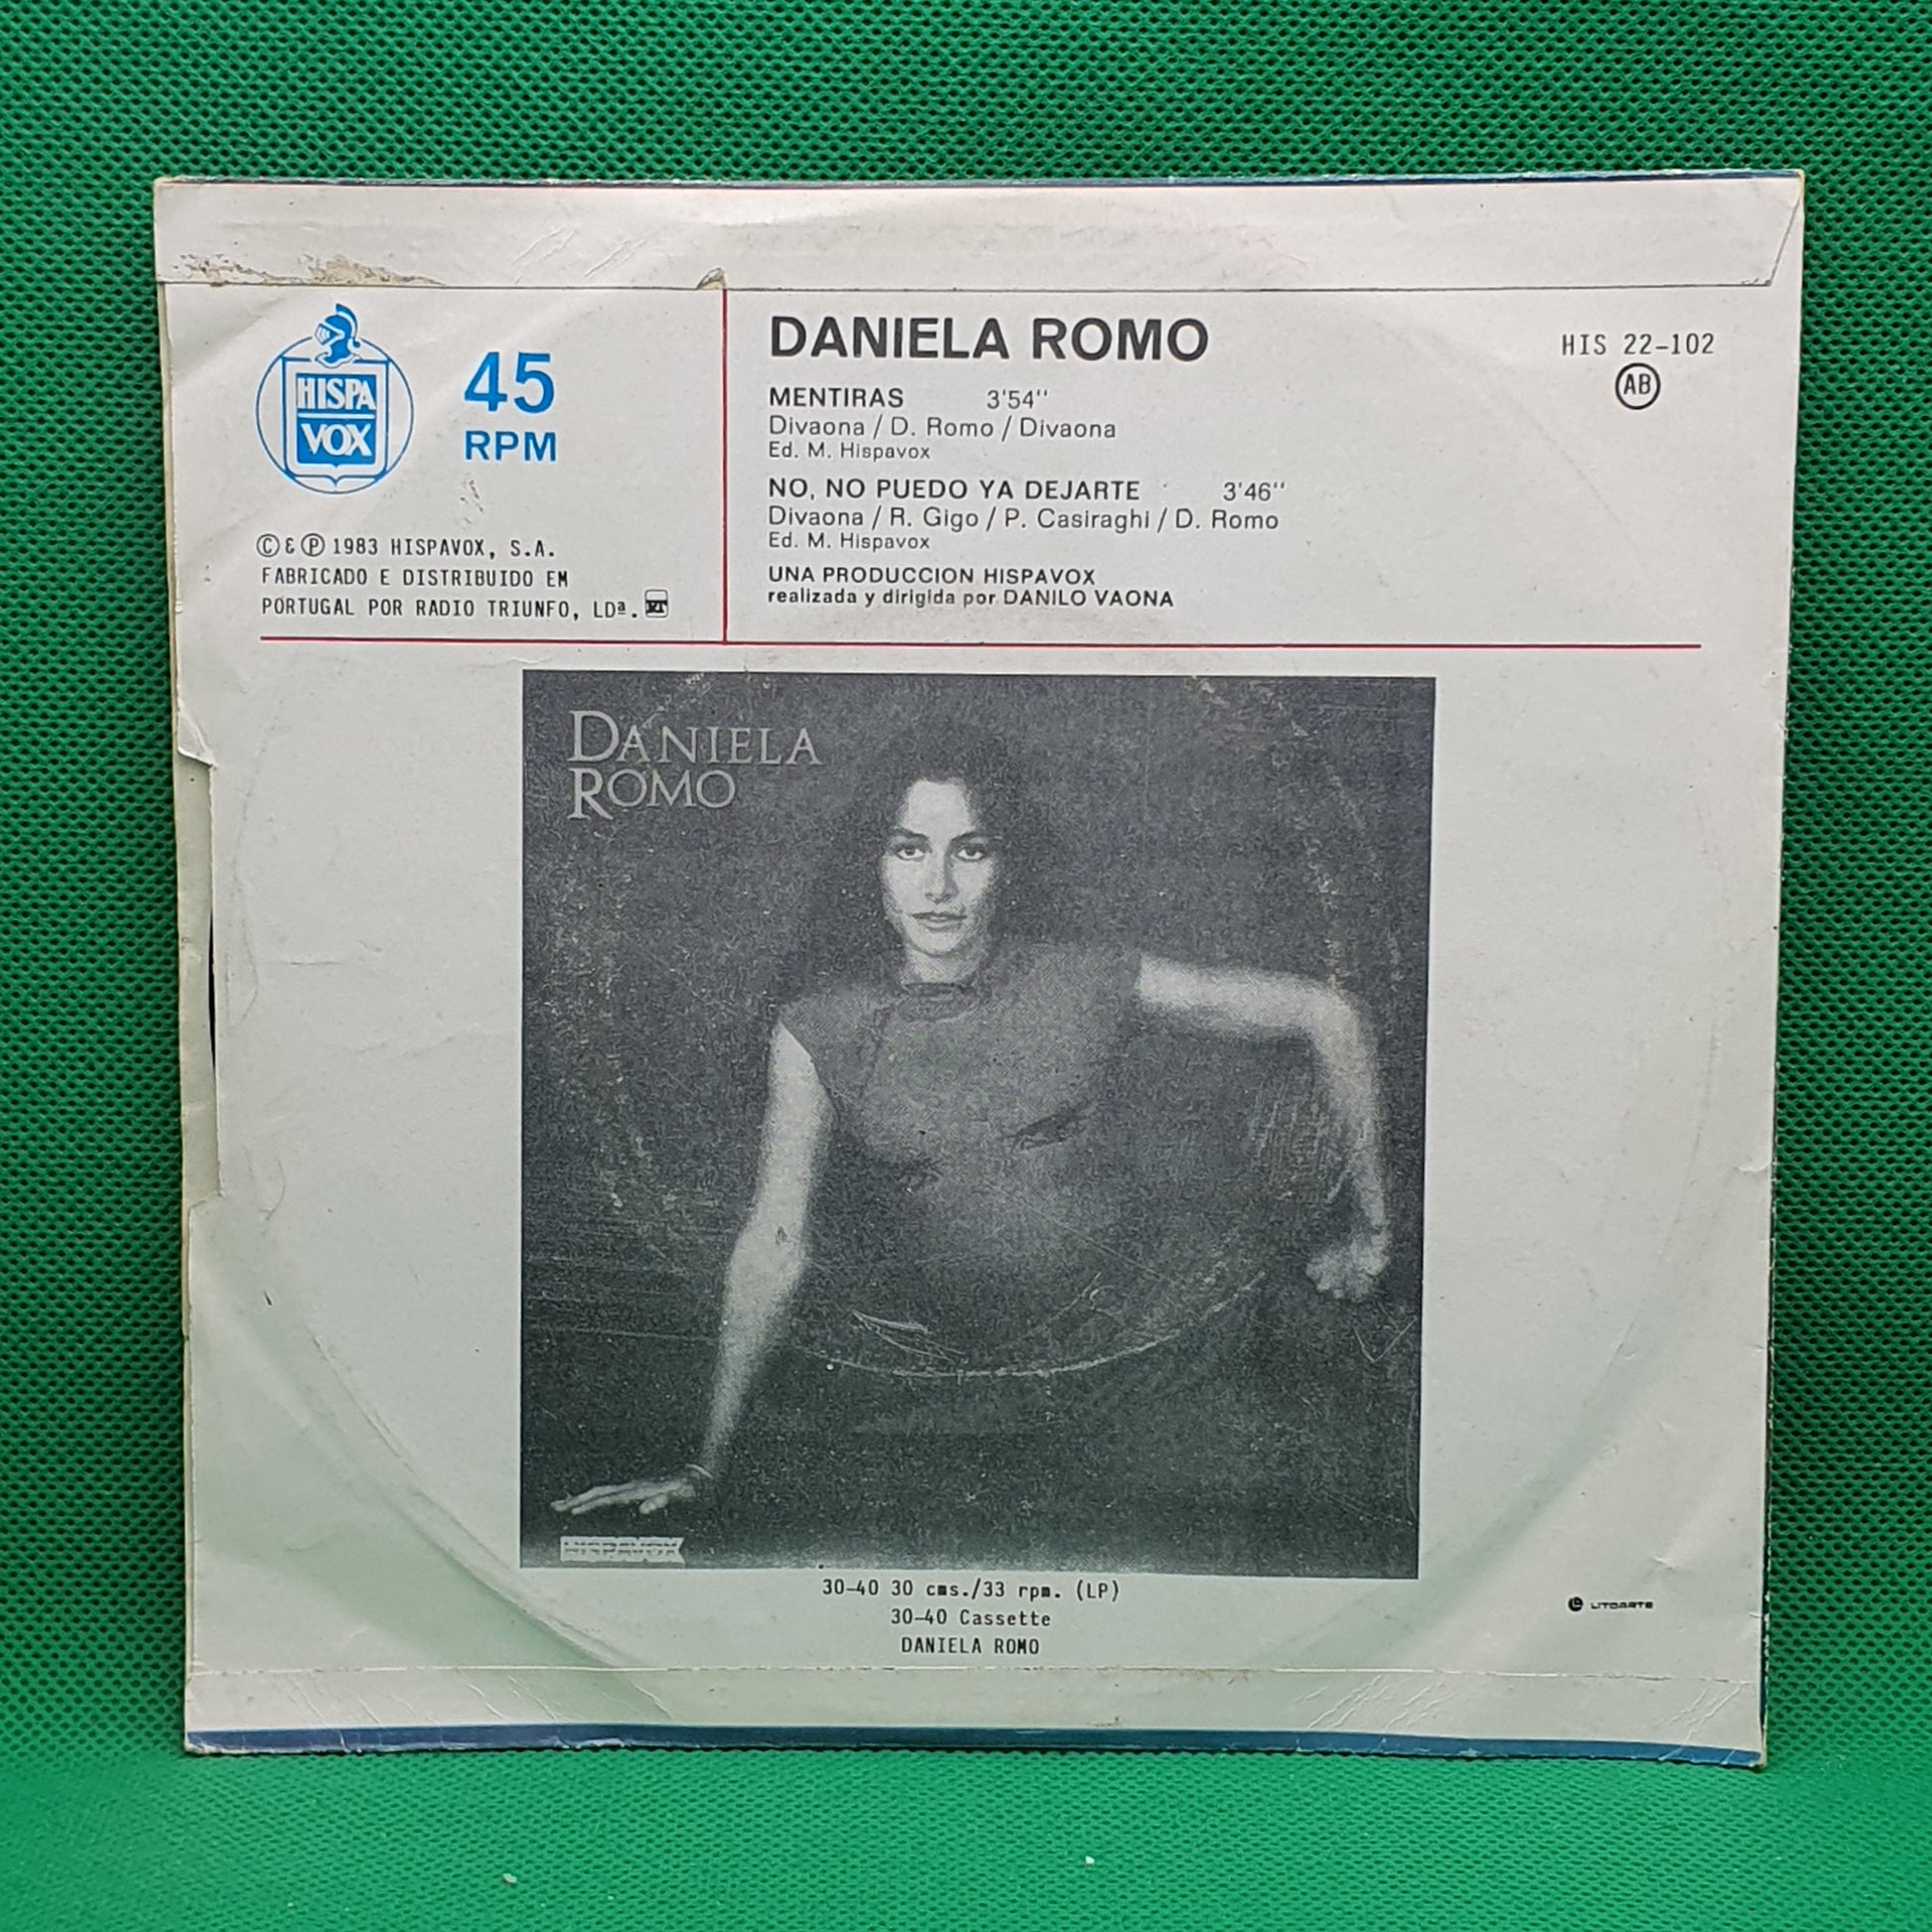 HISPA
VOX
45
RPM
Ⓒ & Ⓟ 1983 HISPAVOX, S.A.
FABRICADO E DISTRIBUIDO EM
PORTUGAL POR RADIO TRIUNFO, LDª. RT
DANIELA ROMO
MENTIRAS 3'54''
Divaona / D. Romo / Divaona
Ed. M. Hispavox
NO, NO PUEDO YA DEJARTE 3'46''
Divaona / R. Gigo / P. Casiraghi / D. Romo
Ed. M. Hispavox
UNA PRODUCCION HISPAVOX
realizada y dirigida por DANILO VAONA
HIS 22-102
AB
DANIELA
ROMO
HISPAVOX
30-40 30 cms./33 rpm. (LP)
30-40 Cassette
DANIELA ROMO
LITOARTE